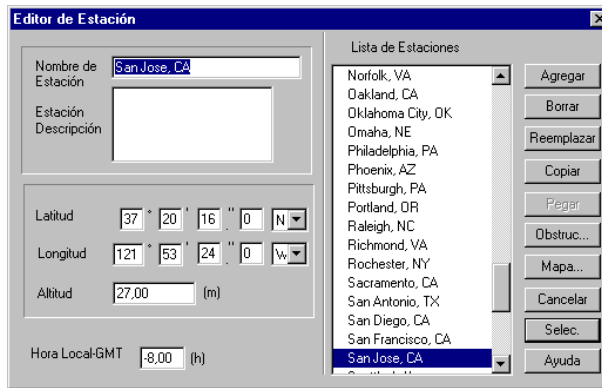 Editor de Estación
Nombre de Estación
San Jose, CA
Estación Descripción
Latitud 37 ° 20 ' 16 . " 0 N
Longitud 121 ° 53 ' 24 . " 0 W
Altitud 27,00 (m)
Hora Local-GMT -8,00 (h)
Lista de Estaciones
Norfolk, VA
Oakland, CA
Oklahoma City, OK
Omaha, NE
Philadelphia, PA
Phoenix, AZ
Pittsburgh, PA
Portland, OR
Raleigh, NC
Richmond, VA
Rochester, NY
Sacramento, CA
San Antonio, TX
San Diego, CA
San Francisco, CA
San Jose, CA
Agregar
Borrar
Reemplazar
Copiar
Pegar
Obstruc...
Mapa...
Cancelar
Selec.
Ayuda